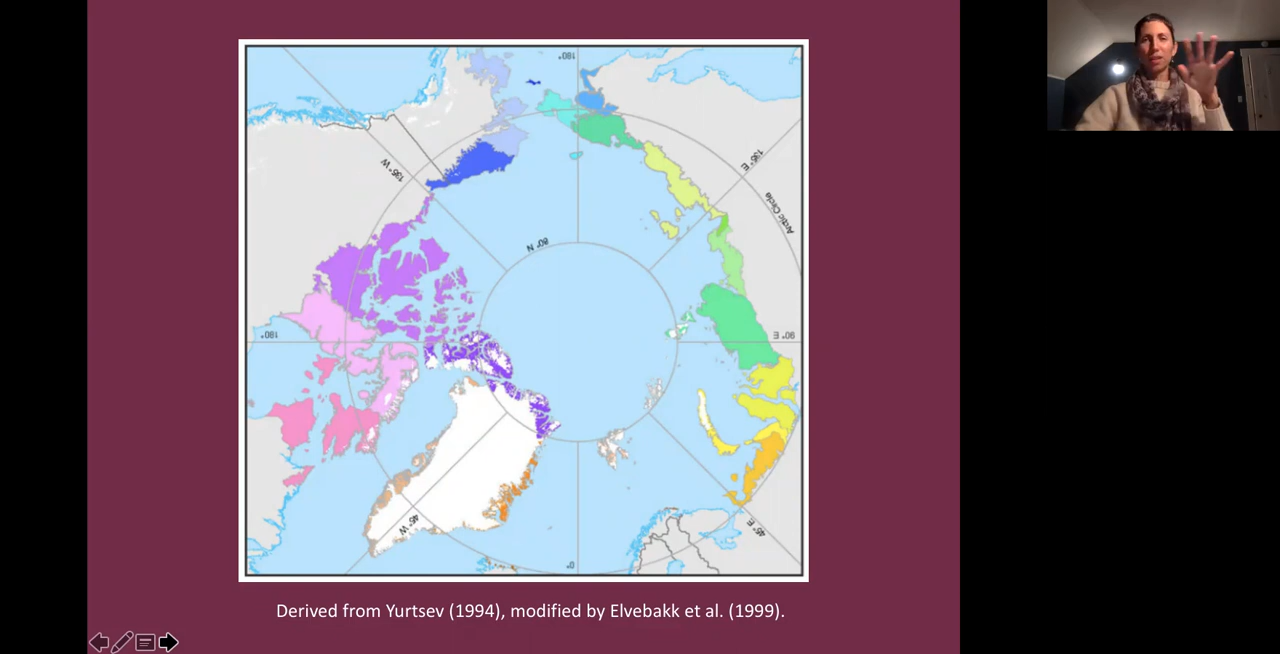 180°
135° W
135° E
Arctic Circle
80° N
180°
90° E
45° W
45° E
0°
Derived from Yurtsev (1994), modified by Elvebakk et al. (1999).